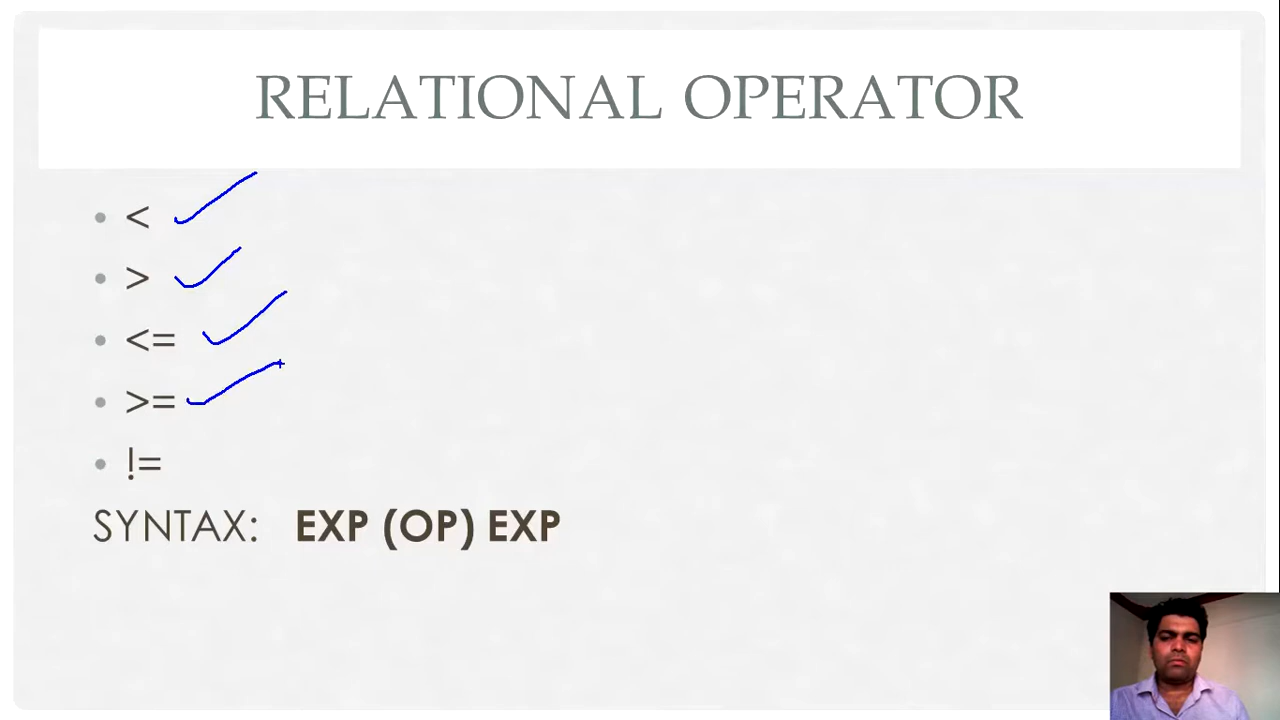 RELATIONAL OPERATOR
• <
• >
• <=
• >=
• !=
SYNTAX: EXP (OP) EXP